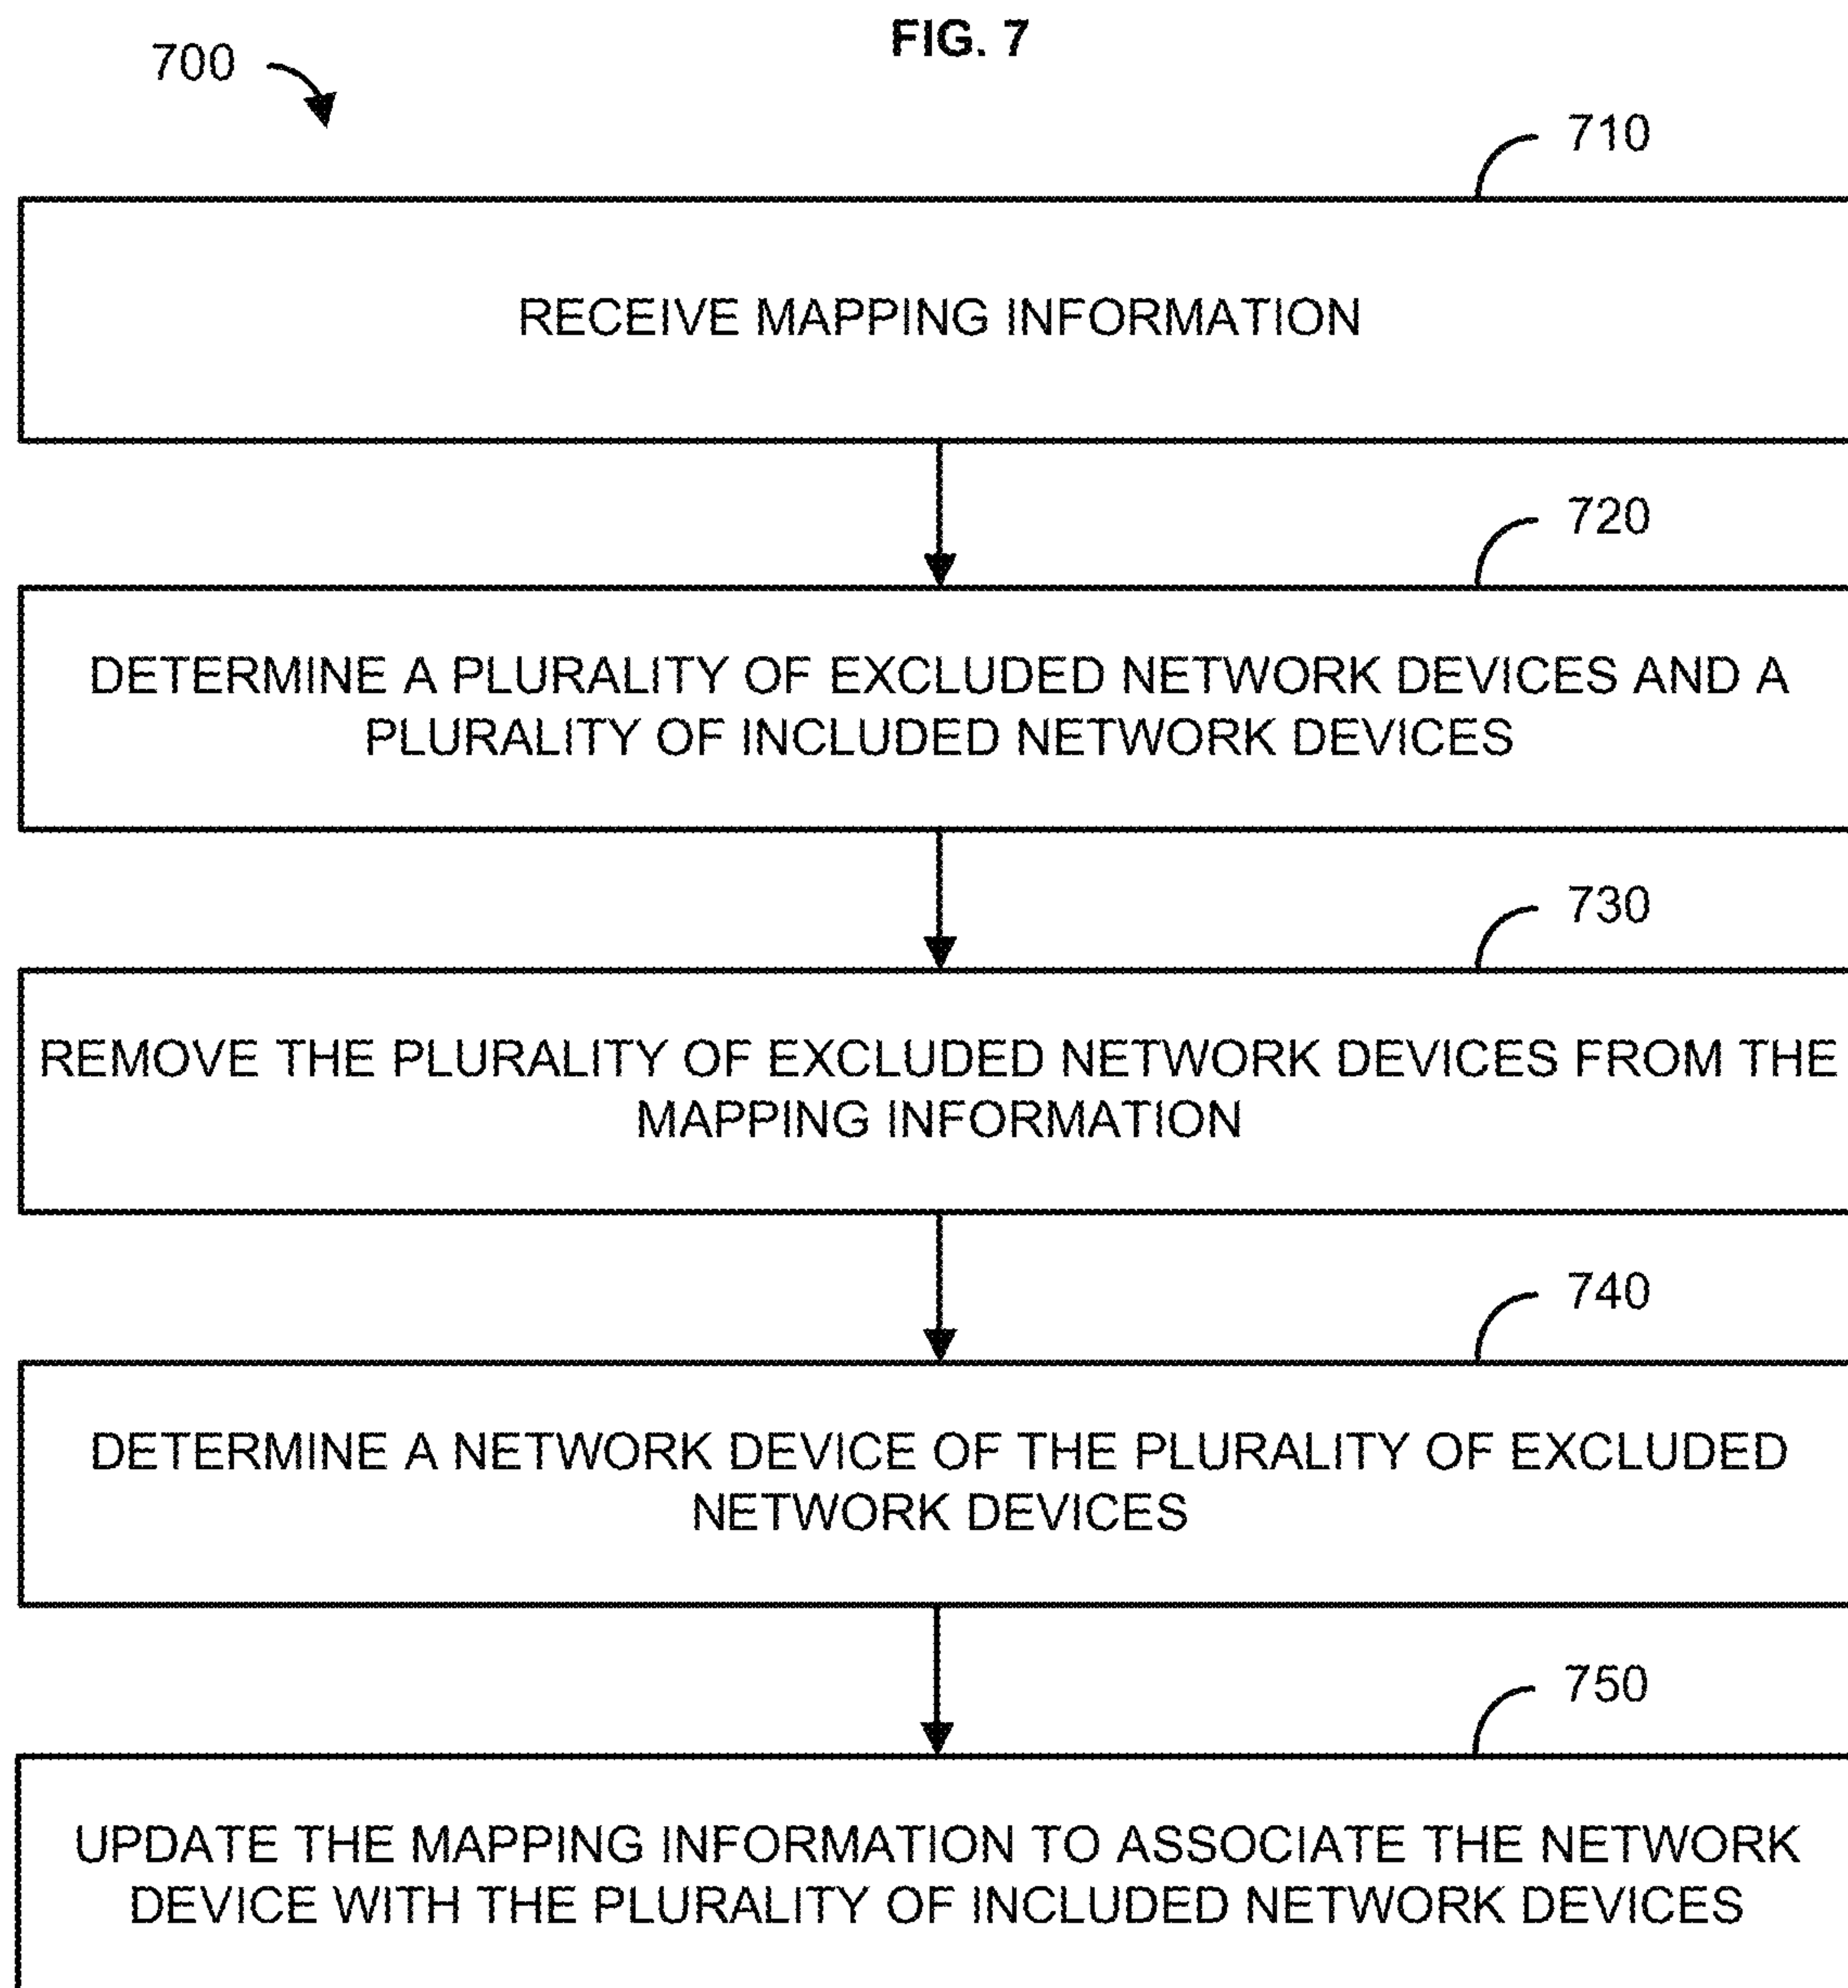 FIG. 7
700
710
RECEIVE MAPPING INFORMATION
720
DETERMINE A PLURALITY OF EXCLUDED NETWORK DEVICES AND A
PLURALITY OF INCLUDED NETWORK DEVICES
730
REMOVE THE PLURALITY OF EXCLUDED NETWORK DEVICES FROM THE
MAPPING INFORMATION
740
DETERMINE A NETWORK DEVICE OF THE PLURALITY OF EXCLUDED
NETWORK DEVICES
750
UPDATE THE MAPPING INFORMATION TO ASSOCIATE THE NETWORK
DEVICE WITH THE PLURALITY OF INCLUDED NETWORK DEVICES